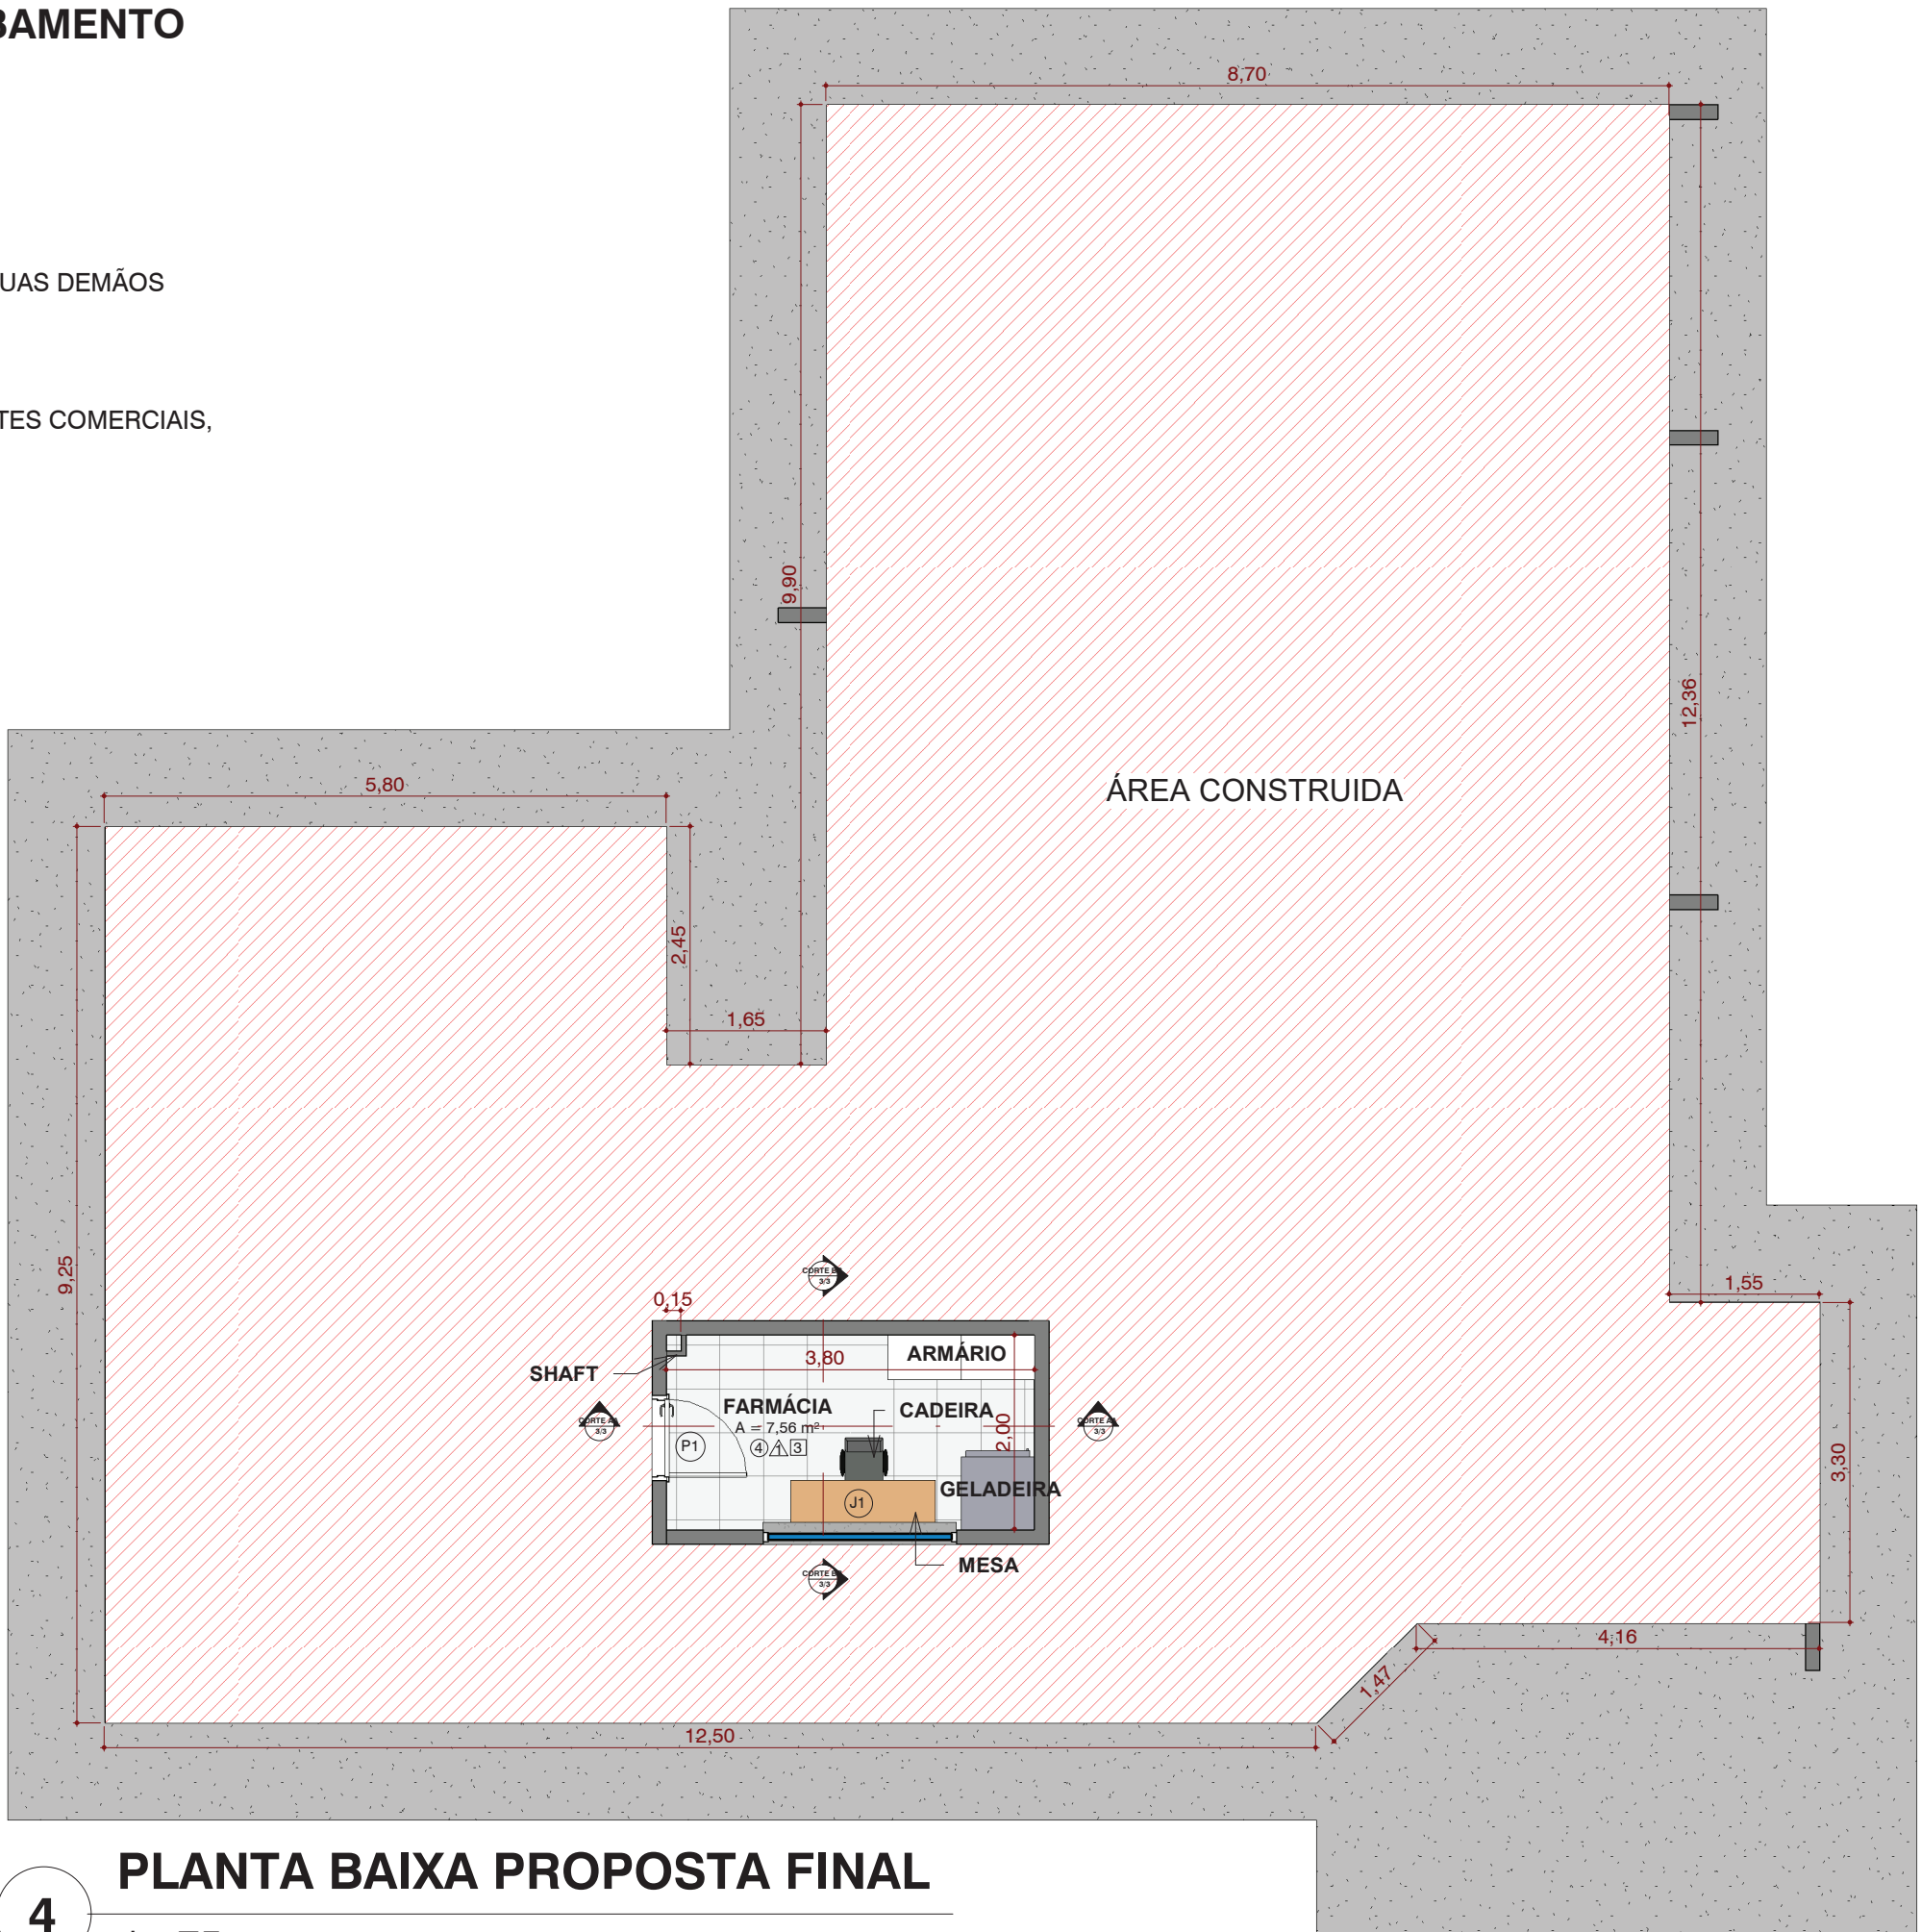 BAMENTO
UAS DEMÃOS
TES COMERCIAIS,
8,70
9,90
12,36
5,80
ÁREA CONSTRUIDA
2,45
1,65
9,25
1,55
CORTE
3/3
0,15
SHAFT
3,80
ARMÁRIO
FARMÁCIA
A = 7,56 m²
CADEIRA
2,00
CORTE
3/3
CORTE
3/3
P1
4 1 3
GELADEIRA
J1
MESA
CORTE
3/3
3,30
4,16
1,47
12,50
PLANTA BAIXA PROPOSTA FINAL
4